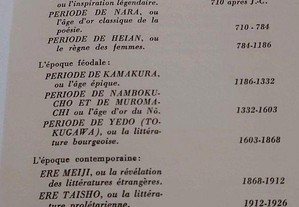 ou l'inspiration légendaire. 710 après J.C.
PERIODE DE NARA, ou
l'âge d'or classique de la
poésie. 710 - 784
PERIODE DE HEIAN, ou
le règne des femmes. 784-1186
L'époque féodale :
PERIODE DE KAMAKURA,
ou l'âge épique. 1186-1332
PERIODE DE NAMBOKU-
CHO ET DE MUROMA-
CHI ou l'âge d'or du Nô. 1332-1603
PERIODE DE YEDO (TO-
KUGAWA), ou la littéra-
ture bourgeoise. 1603-1868
L'époque contemporaine :
ERE MEIJI, ou la révélation
des littératures étrangères. 1868-1912
ERE TAISHO, ou la littéra-
ture prolétarienne. 1912-1926